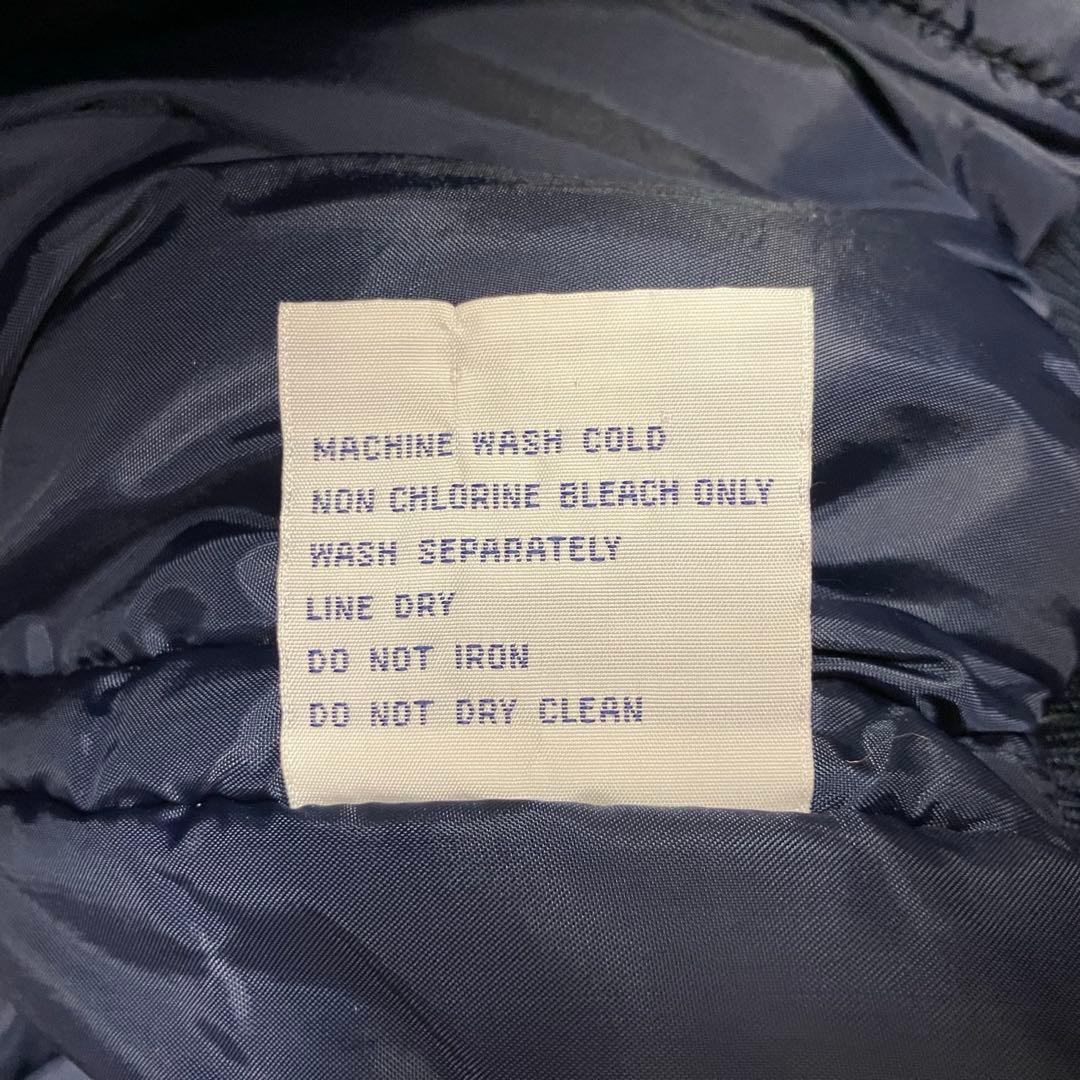 MACHINE WASH COLD
NON CHLORINE BLEACH ONLY
WASH SEPARATELY
LINE DRY
DO NOT IRON
DO NOT DRY CLEAN